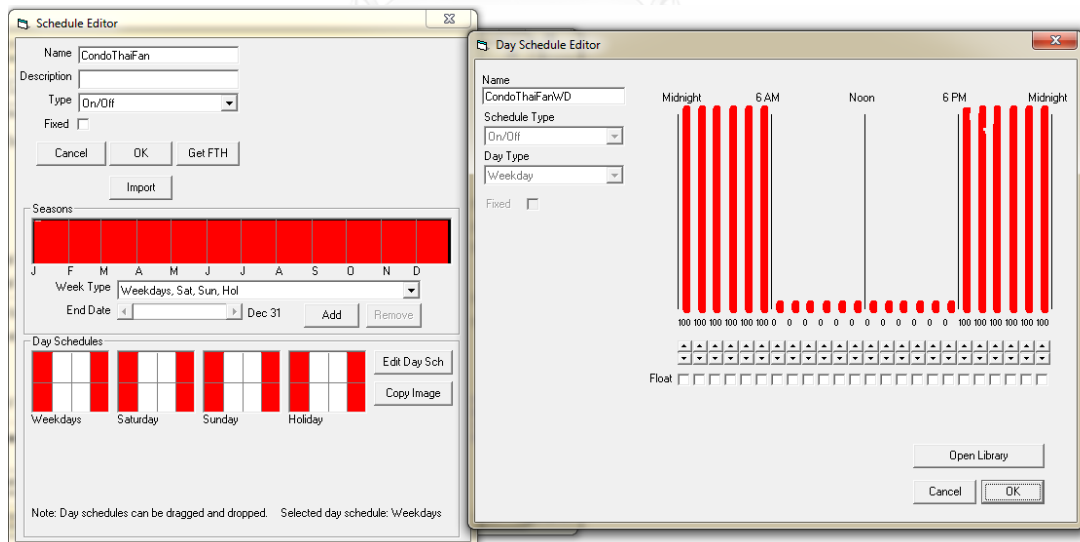 Schedule Editor
Name CondoThaiFan
Description
Type On/Off
Fixed
Cancel OK Get FTH
Import
Seasons
J F M A M J J A S O N D
Week Type Weekdays, Sat, Sun, Hol
End Date Dec 31 Add Remove
Day Schedules
Edit Day Sch
Copy Image
Weekdays Saturday Sunday Holiday
Note: Day schedules can be dragged and dropped. Selected day schedule: Weekdays
Day Schedule Editor
Name
CondoThaiFanWD
Schedule Type
On/Off
Day Type
Weekday
Fixed
Midnight 6 AM Noon 6 PM Midnight
100 100 100 100 100 100 0 0 0 0 0 0 0 0 0 0 0 0 100 100 100 100 100 100
Float
Open Library
Cancel OK